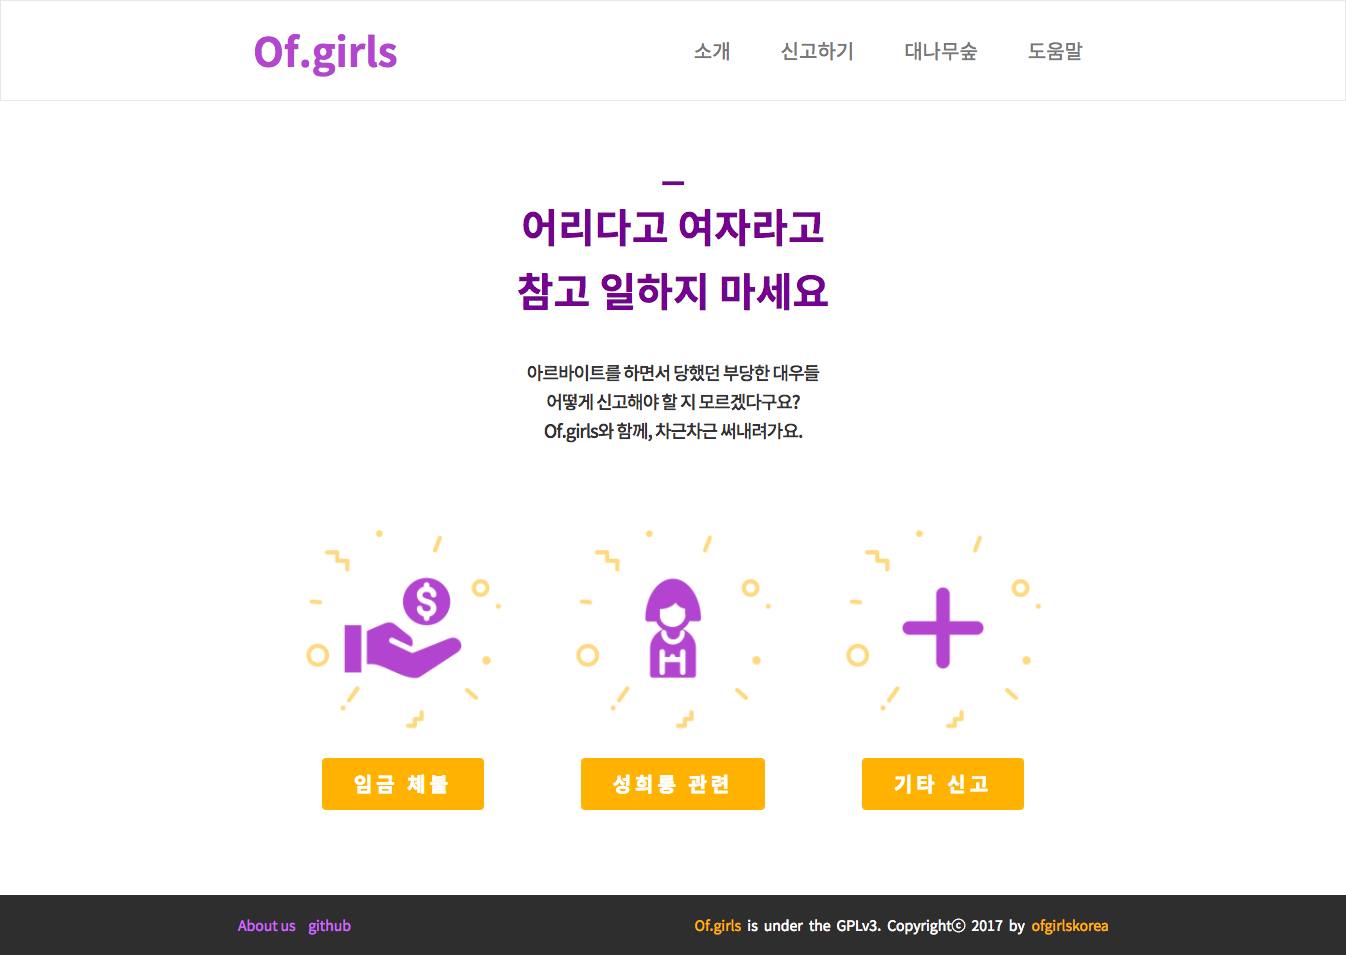 Of.girls
소개 신고하기 대나무숲 도움말
어리다고 여자라고
참고 일하지 마세요
아르바이트를 하면서 당했던 부당한 대우들
어떻게 신고해야 할 지 모르겠다구요?
Of.girls와 함께, 차근차근 써내려가요.
임금 체불 성희롱 관련 기타 신고
About us github Of.girls is under the GPLv3. Copyrightⓒ 2017 by ofgirlskorea